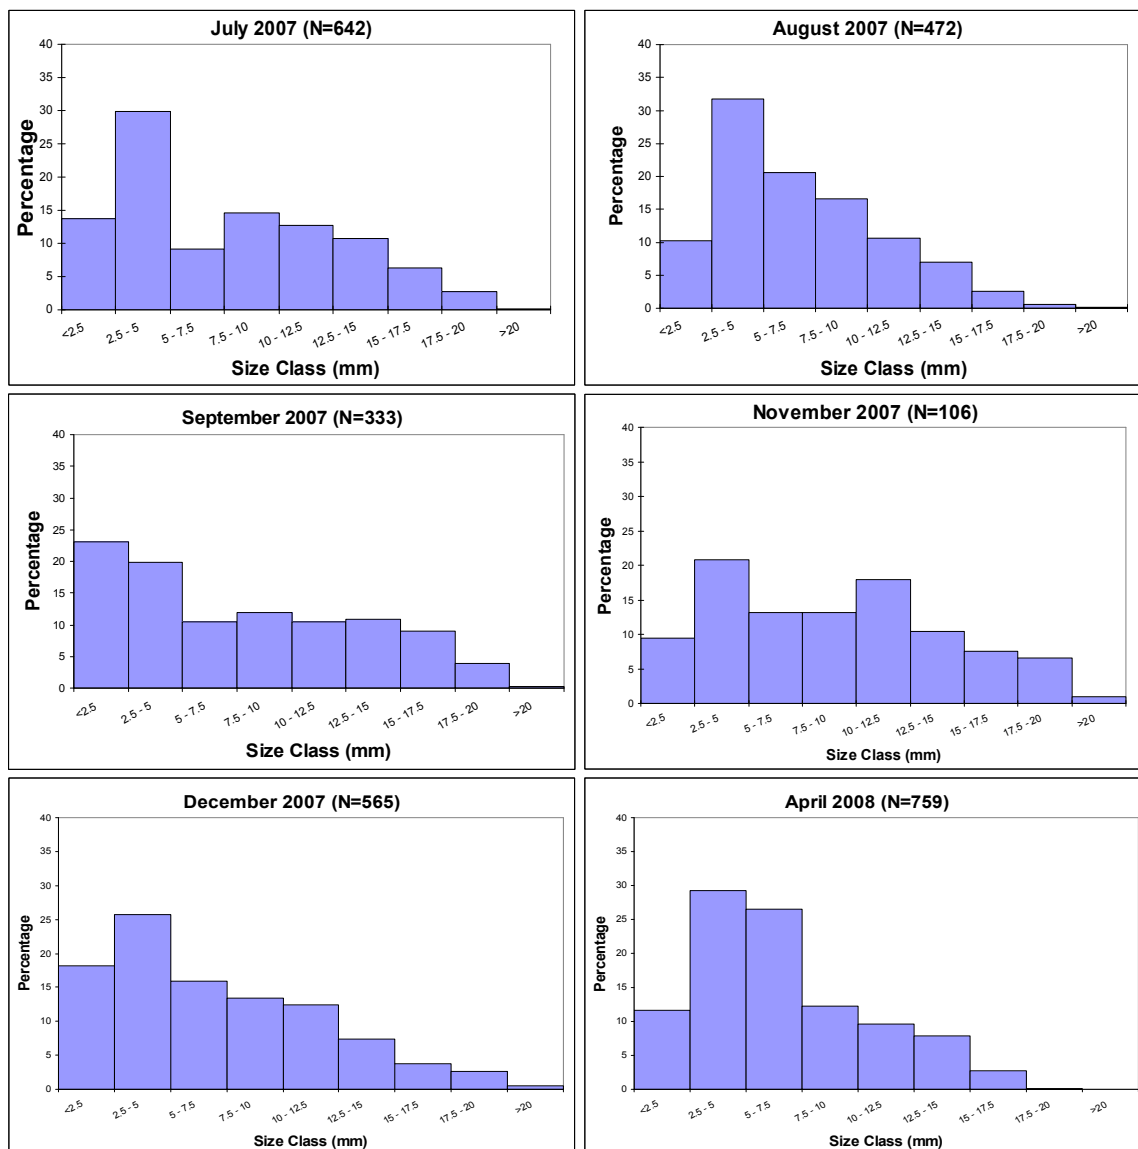 July 2007 (N=642)
40
35
30
25
20
15
10
5
0
Percentage
<2.5
2.5 - 5
5 - 7.5
7.5 - 10
10 - 12.5
12.5 - 15
15 - 17.5
17.5 - 20
>20
Size Class (mm)
August 2007 (N=472)
40
35
30
25
20
15
10
5
0
Percentage
<2.5
2.5 - 5
5 - 7.5
7.5 - 10
10 - 12.5
12.5 - 15
15 - 17.5
17.5 - 20
>20
Size Class (mm)
September 2007 (N=333)
40
35
30
25
20
15
10
5
0
Percentage
<2.5
2.5 - 5
5 - 7.5
7.5 - 10
10 - 12.5
12.5 - 15
15 - 17.5
17.5 - 20
>20
Size Class (mm)
November 2007 (N=106)
40
35
30
25
20
15
10
5
0
Percentage
<2.5
2.5 - 5
5 - 7.5
7.5 - 10
10 - 12.5
12.5 - 15
15 - 17.5
17.5 - 20
>20
Size Class (mm)
December 2007 (N=565)
40
35
30
25
20
15
10
5
0
Percentage
<2.5
2.5 - 5
5 - 7.5
7.5 - 10
10 - 12.5
12.5 - 15
15 - 17.5
17.5 - 20
>20
Size Class (mm)
April 2008 (N=759)
40
35
30
25
20
15
10
5
0
Percentage
<2.5
2.5 - 5
5 - 7.5
7.5 - 10
10 - 12.5
12.5 - 15
15 - 17.5
17.5 - 20
>20
Size Class (mm)